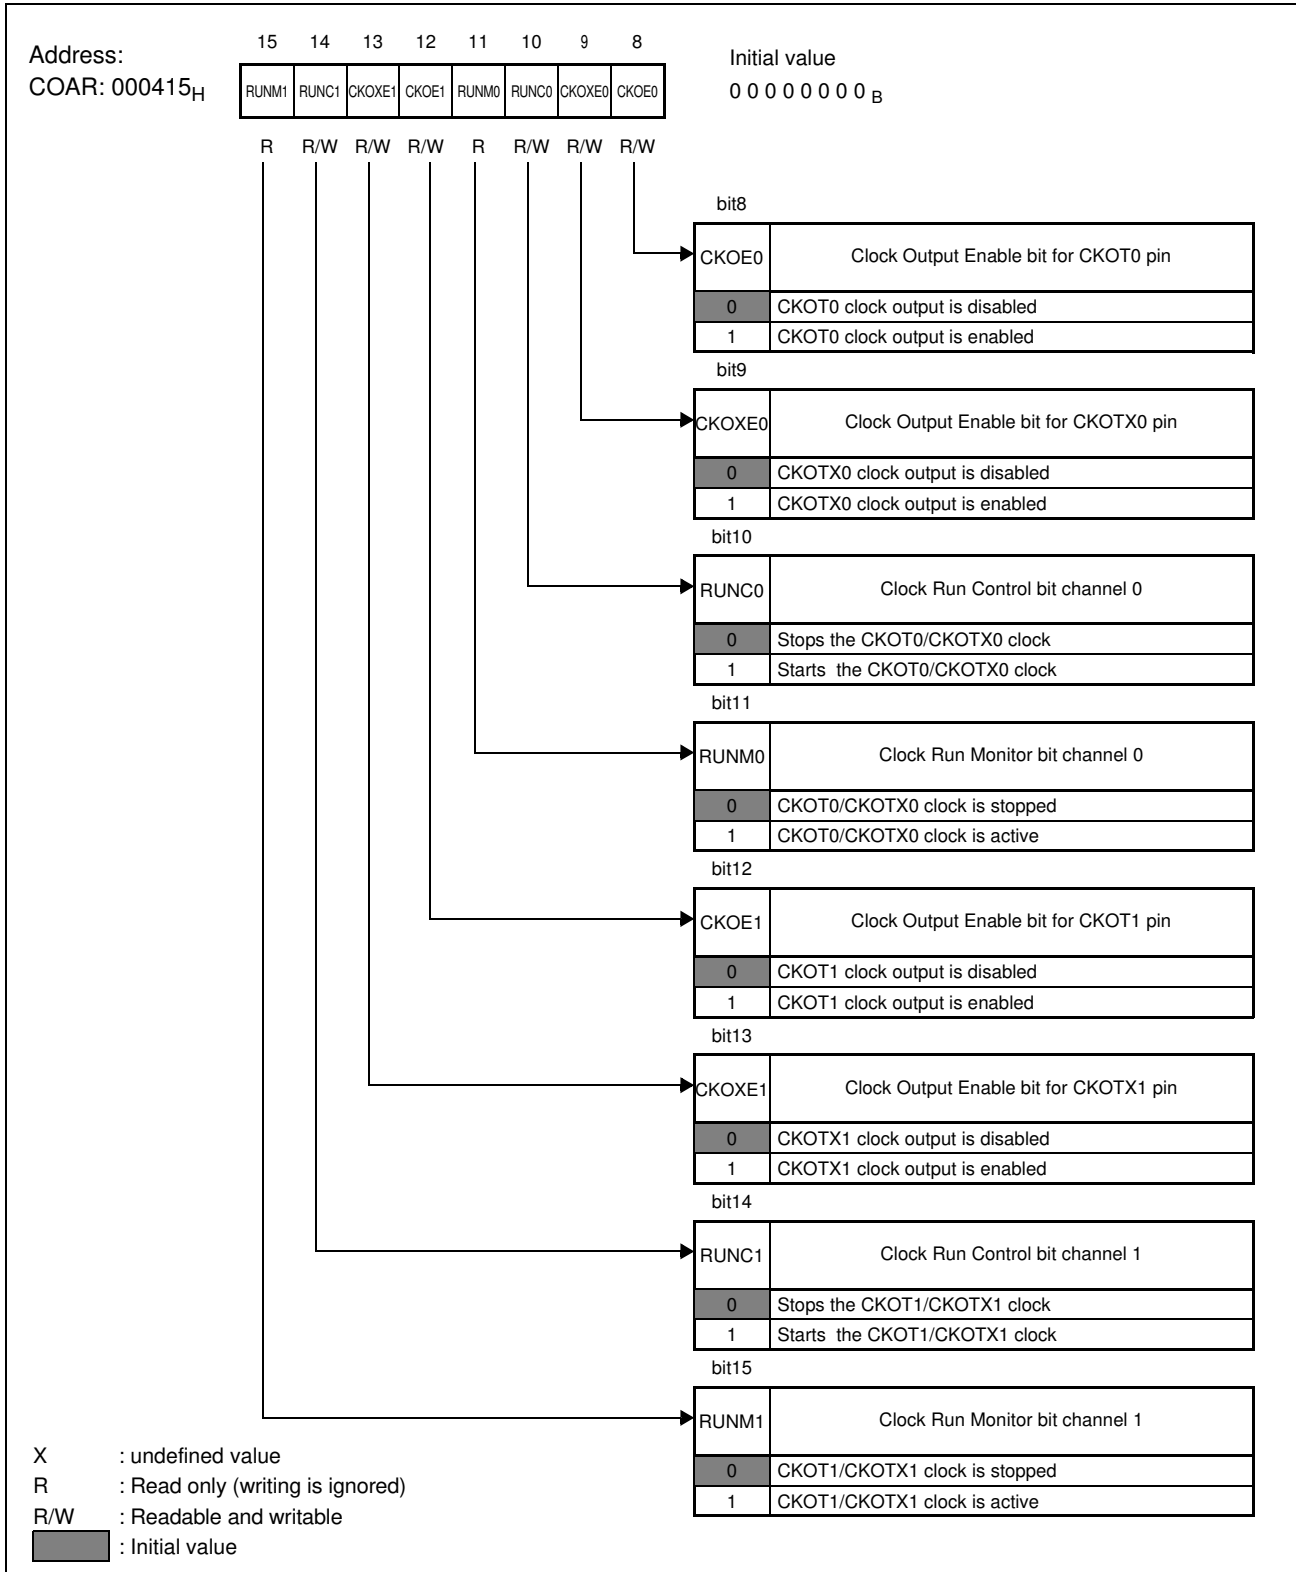 Address:
COAR: 000415H
15 14 13 12 11 10 9 8
RUNM1 RUNC1 CKOXE1 CKOE1 RUNM0 RUNC0 CKOXE0 CKOE0
R R/W R/W R/W R R/W R/W R/W
Initial value
0 0 0 0 0 0 0 0 B
bit8
CKOE0 Clock Output Enable bit for CKOT0 pin
0 CKOT0 clock output is disabled
1 CKOT0 clock output is enabled
bit9
CKOXE0 Clock Output Enable bit for CKOTX0 pin
0 CKOTX0 clock output is disabled
1 CKOTX0 clock output is enabled
bit10
RUNC0 Clock Run Control bit channel 0
0 Stops the CKOT0/CKOTX0 clock
1 Starts the CKOT0/CKOTX0 clock
bit11
RUNM0 Clock Run Monitor bit channel 0
0 CKOT0/CKOTX0 clock is stopped
1 CKOT0/CKOTX0 clock is active
bit12
CKOE1 Clock Output Enable bit for CKOT1 pin
0 CKOT1 clock output is disabled
1 CKOT1 clock output is enabled
bit13
CKOXE1 Clock Output Enable bit for CKOTX1 pin
0 CKOTX1 clock output is disabled
1 CKOTX1 clock output is enabled
bit14
RUNC1 Clock Run Control bit channel 1
0 Stops the CKOT1/CKOTX1 clock
1 Starts the CKOT1/CKOTX1 clock
bit15
RUNM1 Clock Run Monitor bit channel 1
0 CKOT1/CKOTX1 clock is stopped
1 CKOT1/CKOTX1 clock is active
X : undefined value
R : Read only (writing is ignored)
R/W : Readable and writable
: Initial value